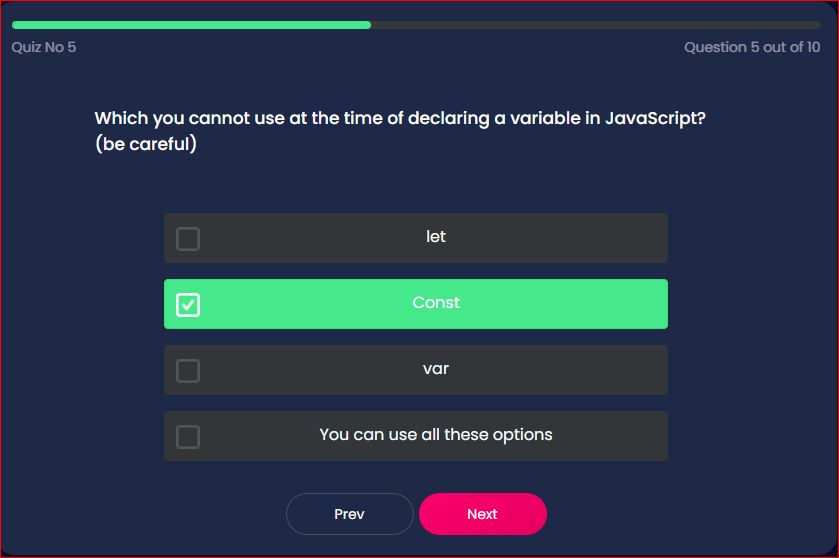 Quiz No 5
Question 5 out of 10
Which you cannot use at the time of declaring a variable in JavaScript?
(be careful)
let
Const
var
You can use all these options
Prev
Next